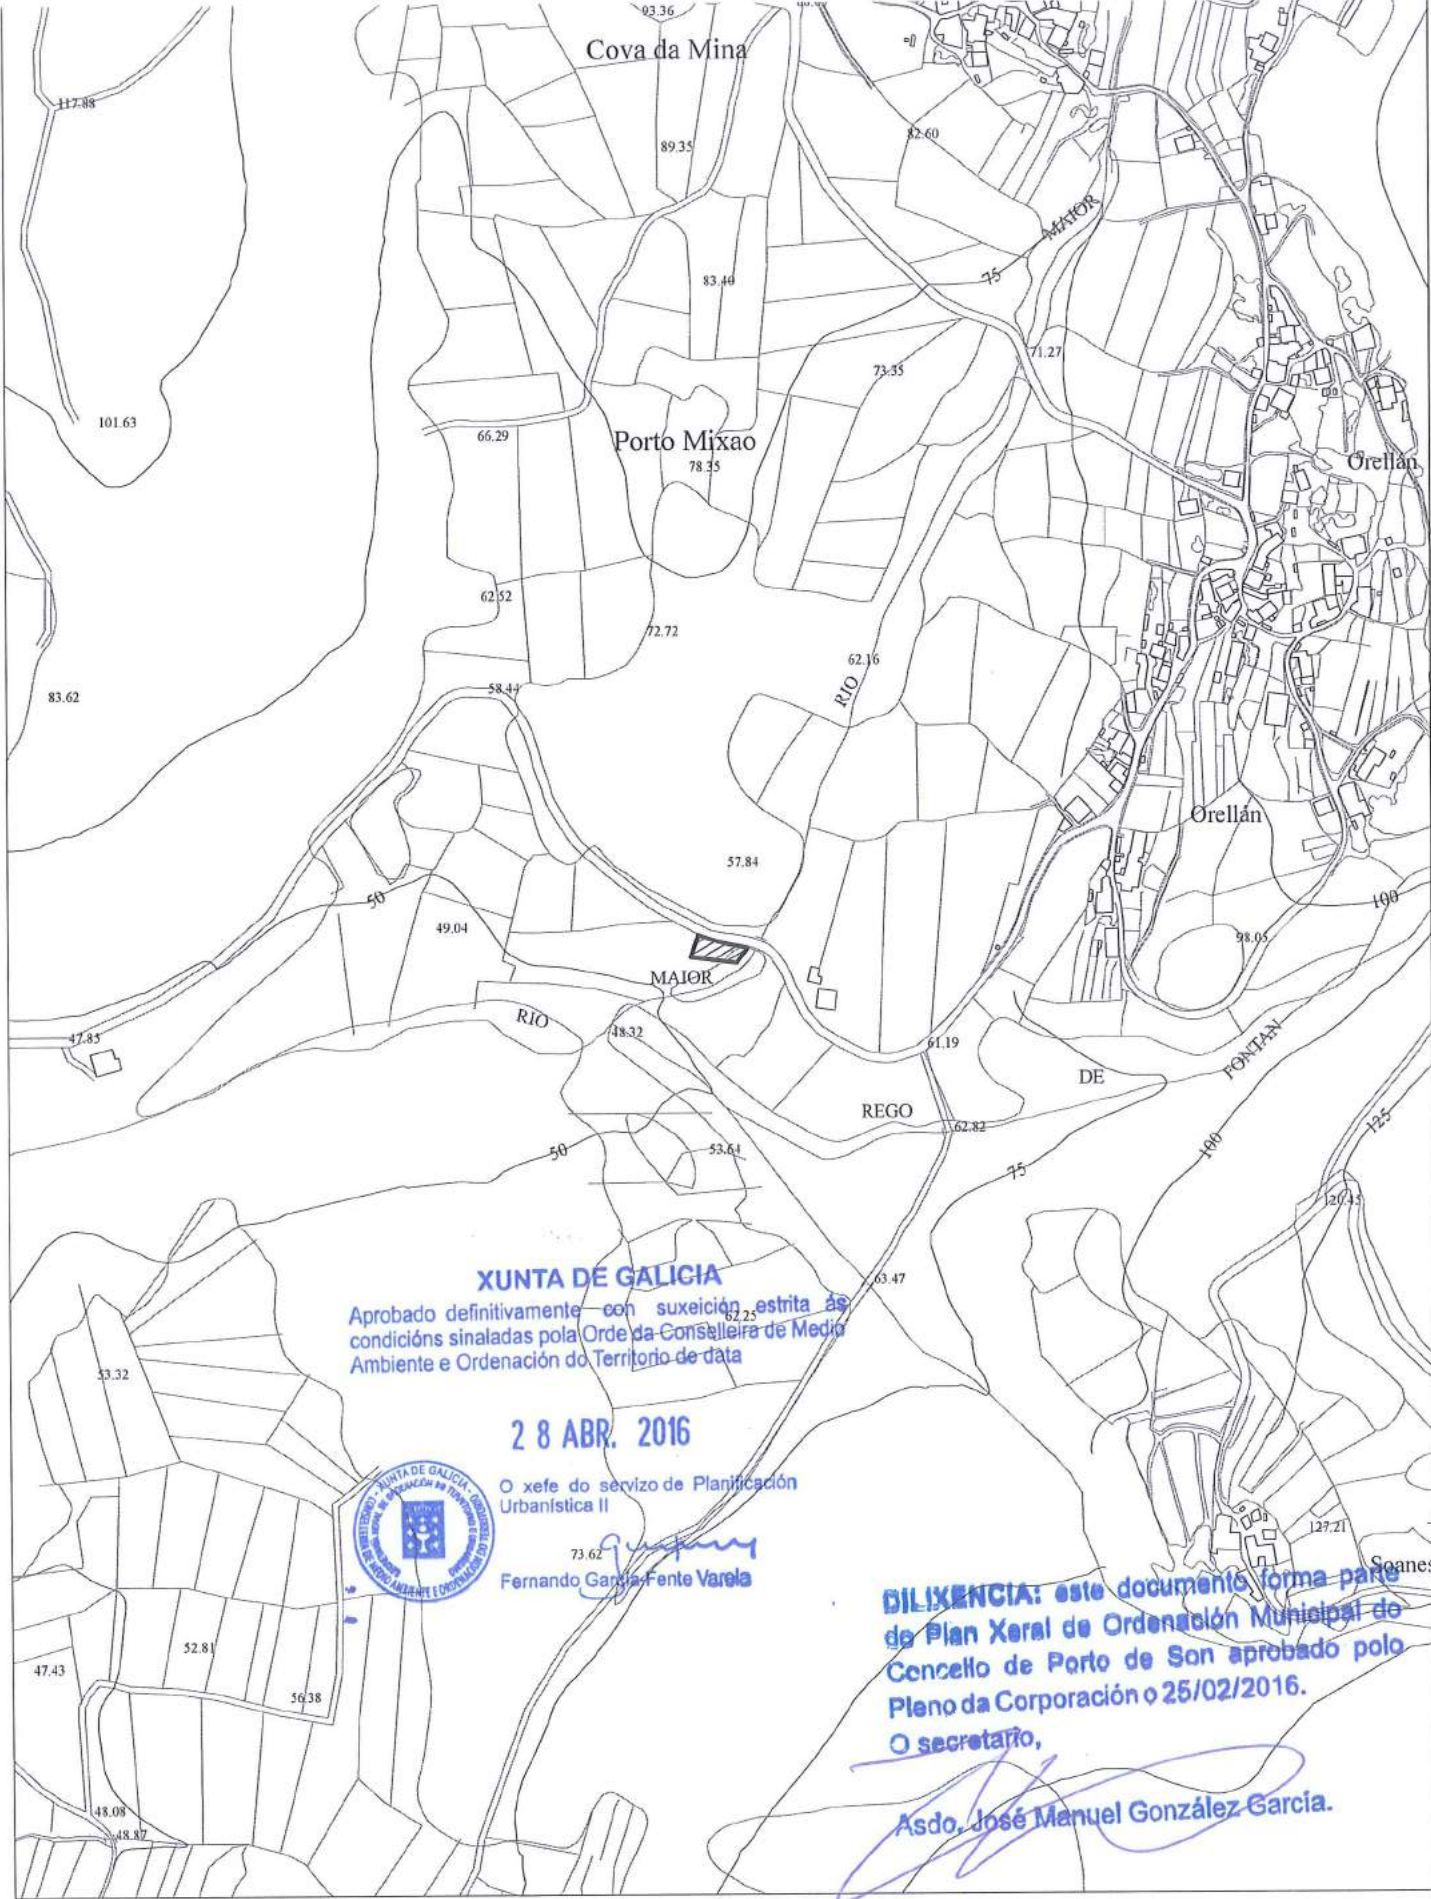 93.36
Cova da Mina
117.88
82.60
89.35
MAIOR
75
83.40
71.27
73.35
101.63
66.29
Porto Mixao
78.35
Orellán
62.52
72.72
62.16
RIO
83.62
58.44
Orellán
57.84
50
100
49.04
98.05
MAIOR
RIO
48.32
47.85
61.19
FONTAN
DE
REGO
62.82
125
50
53.64
100
75
120.45
XUNTA DE GALICIA
63.47
Aprobado definitivamente con suxeición estrita ás
62.25
condicións sinaladas pola Orde da Conselleira de Medio
Ambiente e Ordenación do Territorio de data
53.32
28 ABR. 2016
O xefe do servizo de Planificación
Urbanística II
127.21
73.62
Soanes
Fernando García-Fente Varela
DILIXENCIA: este documento forma parte
do Plan Xeral de Ordenación Municipal do
Concello de Porto de Son aprobado polo
Pleno da Corporación o 25/02/2016.
O secretario,
52.81
47.43
56.38
48.08
48.87
Asdo. José Manuel González García.